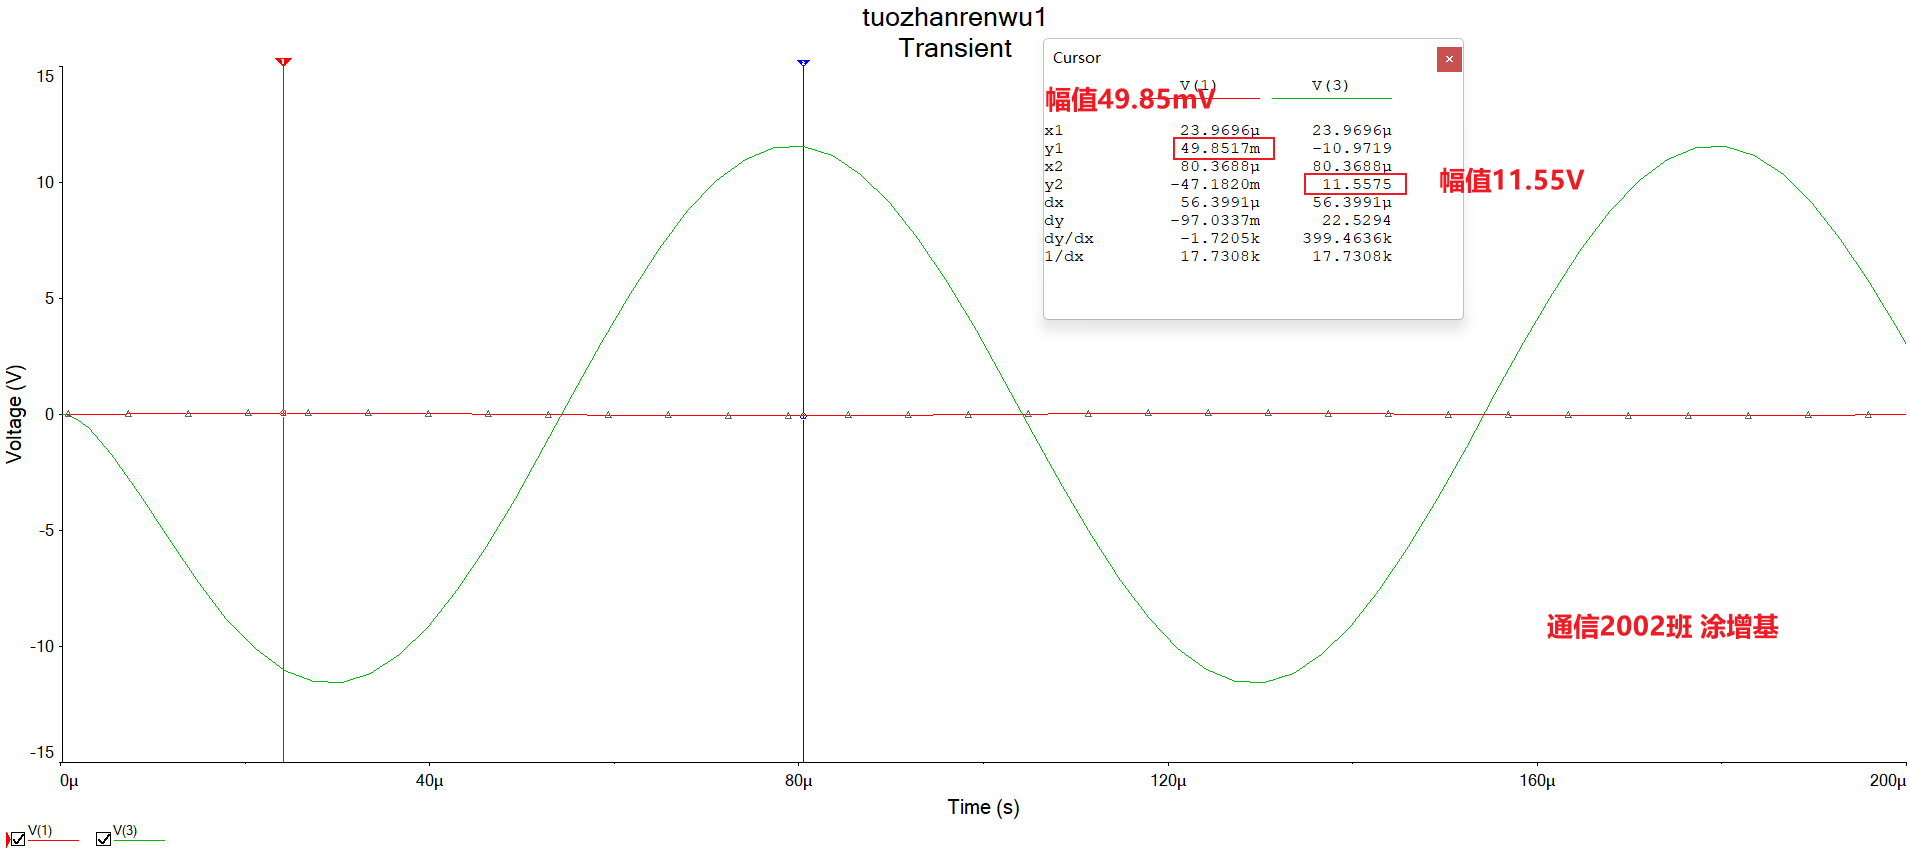 tuozhanrenwu1
Transient
Cursor
V(1) V(3)
幅值49.85mV
x1 23.9696μ 23.9696μ
y1 49.8517m -10.9719
x2 80.3688μ 80.3688μ
y2 -47.1820m 11.5575
幅值11.55V
dx 56.3991μ 56.3991μ
dy -97.0337m 22.5294
dy/dx -1.7205k 399.4636k
1/dx 17.7308k 17.7308k
15
10
5
0
-5
-10
-15
Voltage (V)
通信2002班 涂增基
0μ 40μ 80μ 120μ 160μ 200μ
Time (s)
V(1) V(3)